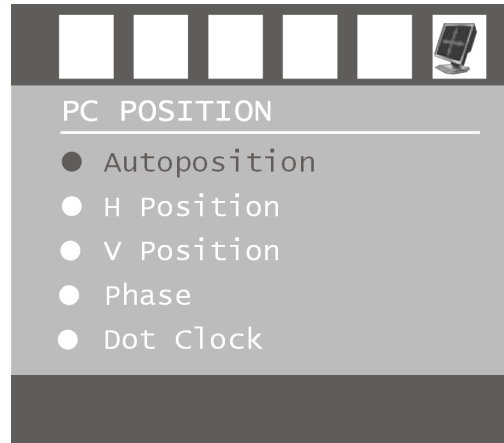 PC POSITION
Autoposition
H Position
V Position
Phase
Dot Clock